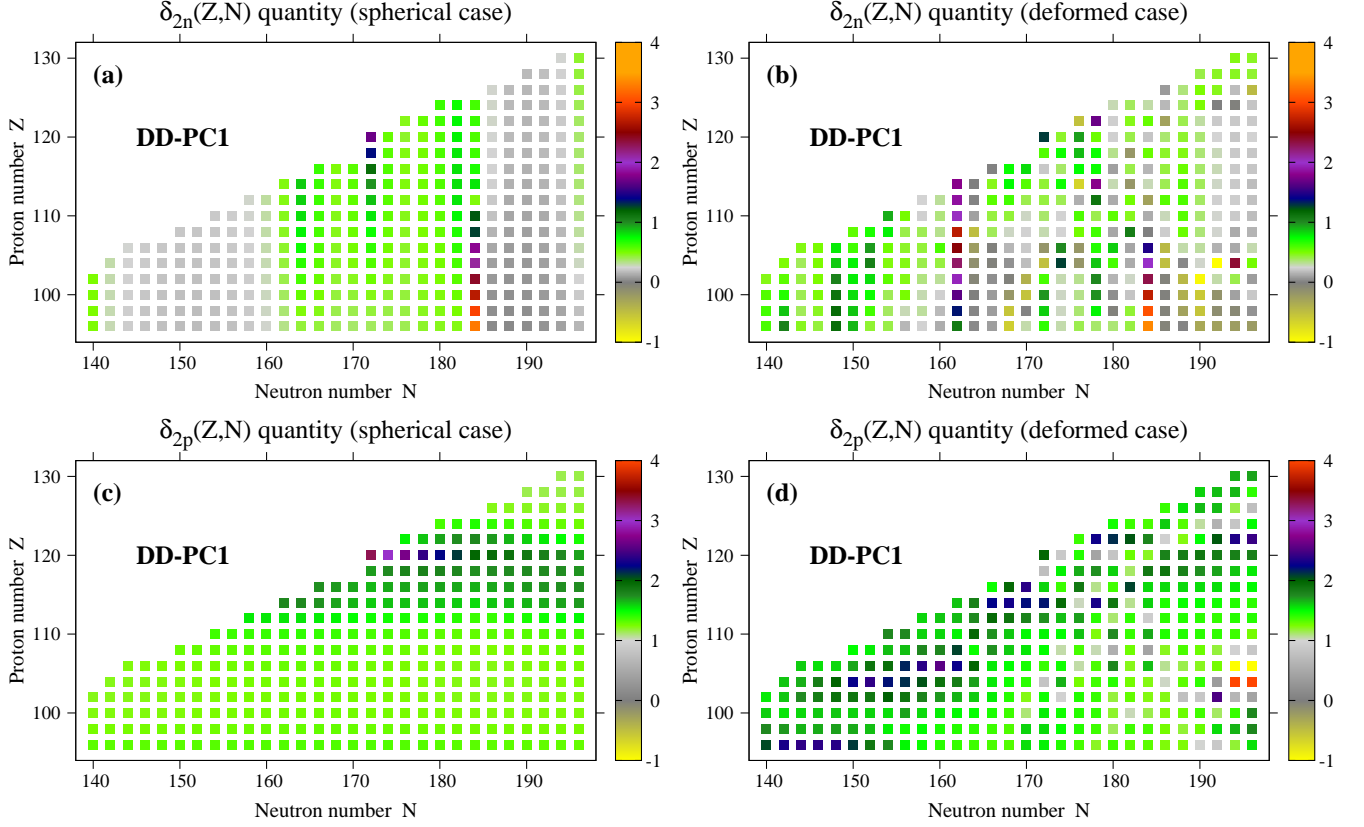 δ2n(Z,N) quantity (spherical case)
(a)
DD-PC1
Proton number Z
130
120
110
100
140 150 160 170 180 190
Neutron number N
4
3
2
1
0
-1
δ2n(Z,N) quantity (deformed case)
(b)
DD-PC1
Proton number Z
130
120
110
100
140 150 160 170 180 190
Neutron number N
4
3
2
1
0
-1
δ2p(Z,N) quantity (spherical case)
(c)
DD-PC1
Proton number Z
130
120
110
100
140 150 160 170 180 190
Neutron number N
4
3
2
1
0
-1
δ2p(Z,N) quantity (deformed case)
(d)
DD-PC1
Proton number Z
130
120
110
100
140 150 160 170 180 190
Neutron number N
4
3
2
1
0
-1